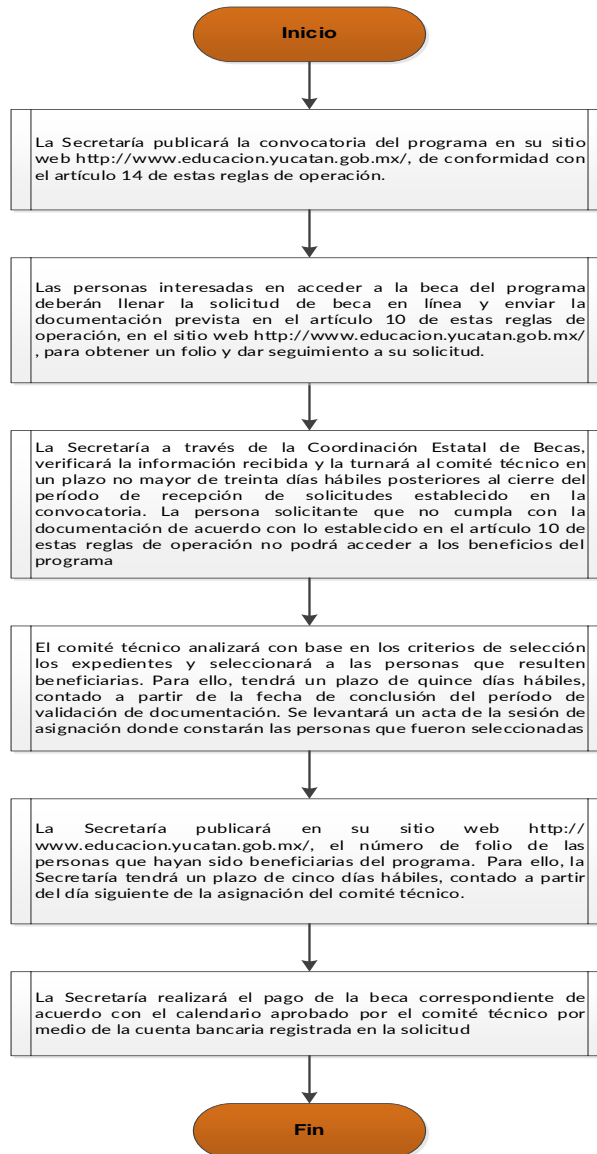 Inicio
La Secretaría publicará la convocatoria del programa en su sitio
web http://www.educacion.yucatan.gob.mx/, de conformidad con
el artículo 14 de estas reglas de operación.
Las personas interesadas en acceder a la beca del programa
deberán llenar la solicitud de beca en línea y enviar la
documentación prevista en el artículo 10 de estas reglas de
operación, en el sitio web http://www.educacion.yucatan.gob.mx/
, para obtener un folio y dar seguimiento a su solicitud.
La Secretaría a través de la Coordinación Estatal de Becas,
verificará la información recibida y la turnará al comité técnico en
un plazo no mayor de treinta días hábiles posteriores al cierre del
período de recepción de solicitudes establecido en la
convocatoria. La persona solicitante que no cumpla con la
documentación de acuerdo con lo establecido en el artículo 10 de
estas reglas de operación no podrá acceder a los beneficios del
programa
El comité técnico analizará con base en los criterios de selección
los expedientes y seleccionará a las personas que resulten
beneficiarias. Para ello, tendrá un plazo de quince días hábiles,
contado a partir de la fecha de conclusión del período de
validación de documentación. Se levantará un acta de la sesión de
asignación donde constarán las personas que fueron seleccionadas
La Secretaría publicará en su sitio web http://
www.educacion.yucatan.gob.mx/, el número de folio de las
personas que hayan sido beneficiarias del programa. Para ello, la
Secretaría tendrá un plazo de cinco días hábiles, contado a partir
del día siguiente de la asignación del comité técnico.
La Secretaría realizará el pago de la beca correspondiente de
acuerdo con el calendario aprobado por el comité técnico por
medio de la cuenta bancaria registrada en la solicitud
Fin